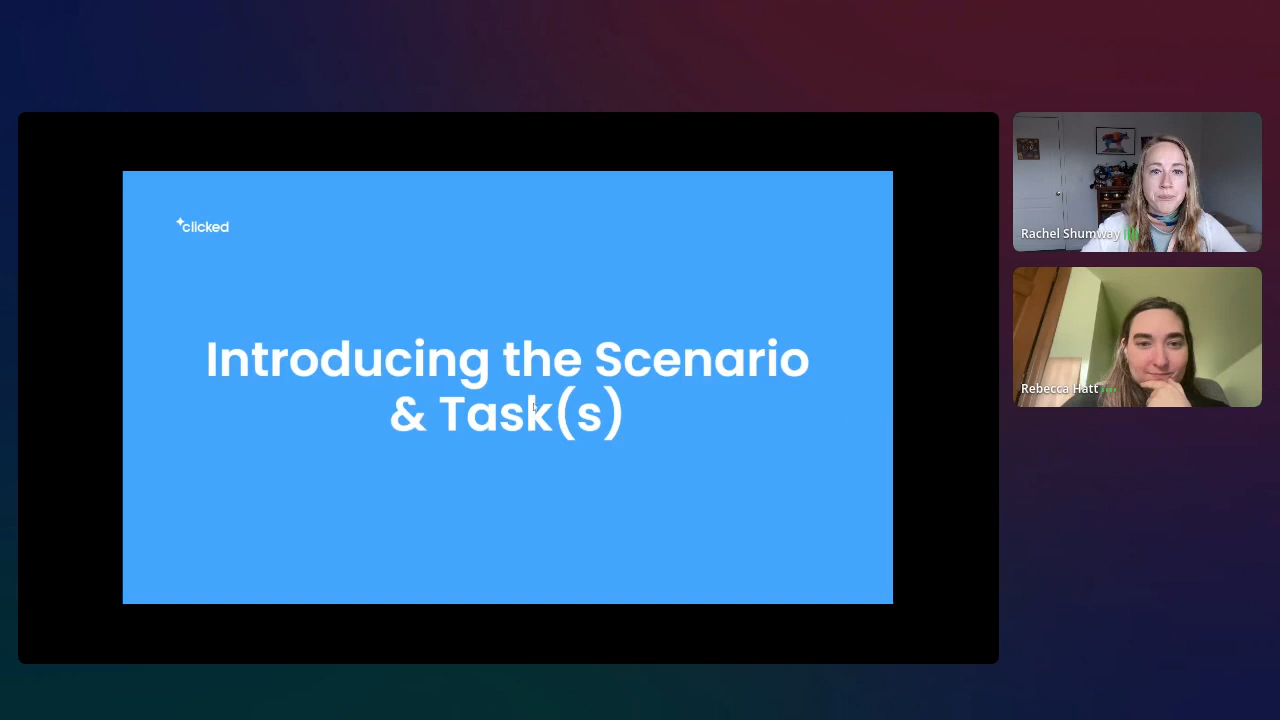 clicked
Introducing the Scenario
& Task(s)
Rachel Shumway
Rebecca Hatt